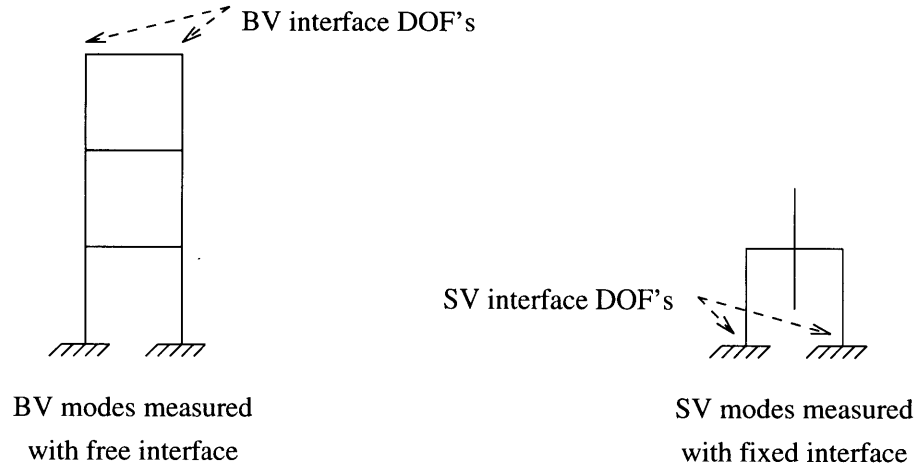 BV interface DOF's
SV interface DOF's
BV modes measured
with free interface
SV modes measured
with fixed interface